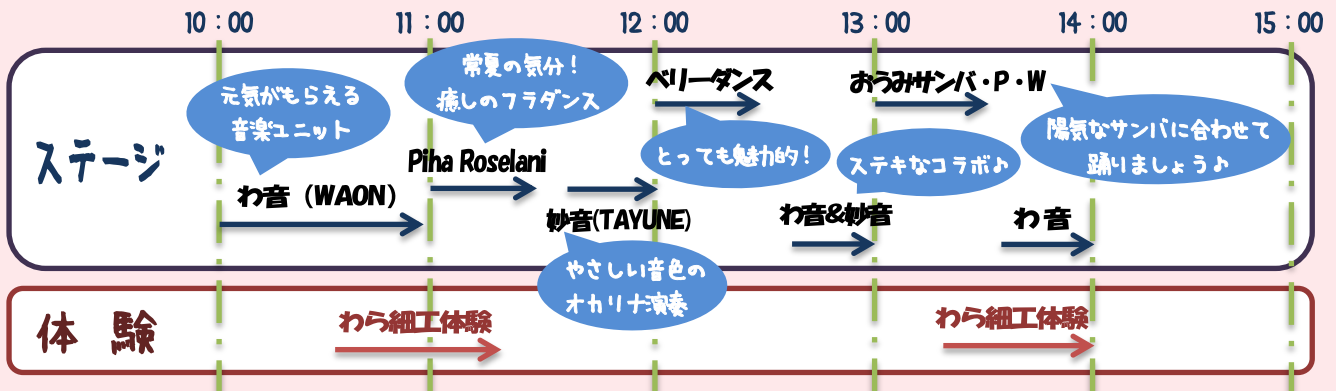 10:00 11:00 12:00 13:00 14:00 15:00
ステージ
元気がもらえる
音楽ユニット
わ音 (WAON)
常夏の気分！
癒しのフラダンス
Piha Roselani
妙音(TAYUNE)
やさしい音色の
オカリナ演奏
ベリーダンス
とっても魅力的！
わ音&妙音
ステキなコラボ♪
おうみサンバ・P・W
陽気なサンバに合わせて
踊りましょう♪
わ 音
体 験
わら細工体験
わら細工体験